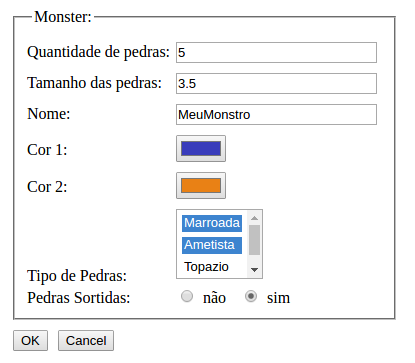 Monster:
Quantidade de pedras: 5
Tamanho das pedras: 3.5
Nome: MeuMonstro
Cor 1:
Cor 2:
Marroada
Ametista
Topazio
Tipo de Pedras:
Pedras Sortidas: não sim
OK Cancel